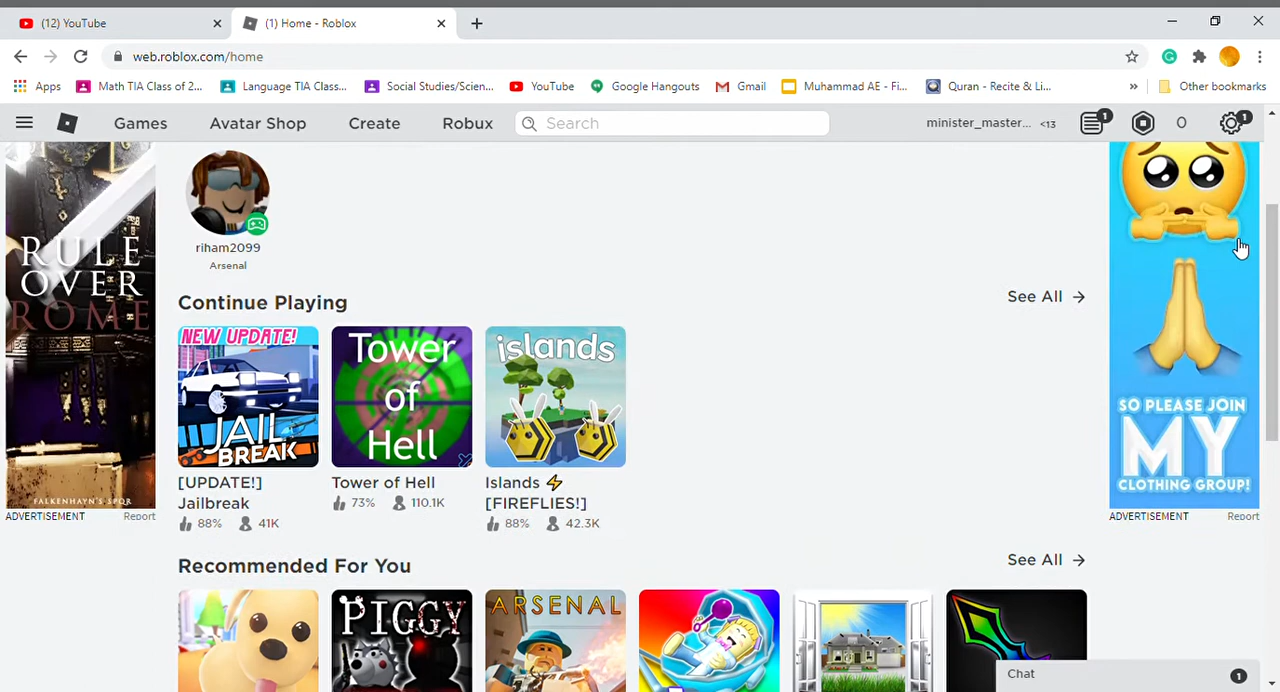 (12) YouTube
(1) Home - Roblox
web.roblox.com/home
Apps
Math TIA Class of 2...
Language TIA Class...
Social Studies/Scien...
YouTube
Google Hangouts
Gmail
Muhammad AE - Fi...
Quran - Recite & Li...
»
Other bookmarks
Games
Avatar Shop
Create
Robux
Search
minister_master...
<13
1
0
1
RULE
OVER
ROME
FALKENHAYN'S SPQR
ADVERTISEMENT
Report
riham2099
Arsenal
Continue Playing
See All
NEW UPDATE!
JAIL
BREAK
[UPDATE!]
Jailbreak
88%
41K
Tower
of
Hell
Tower of Hell
73%
110.1K
islands
Islands ⚡
[FIREFLIES!]
88%
42.3K
SO PLEASE JOIN
MY
CLOTHING GROUP!
ADVERTISEMENT
Report
Recommended For You
See All
PIGGY
ARSENAL
Chat
1